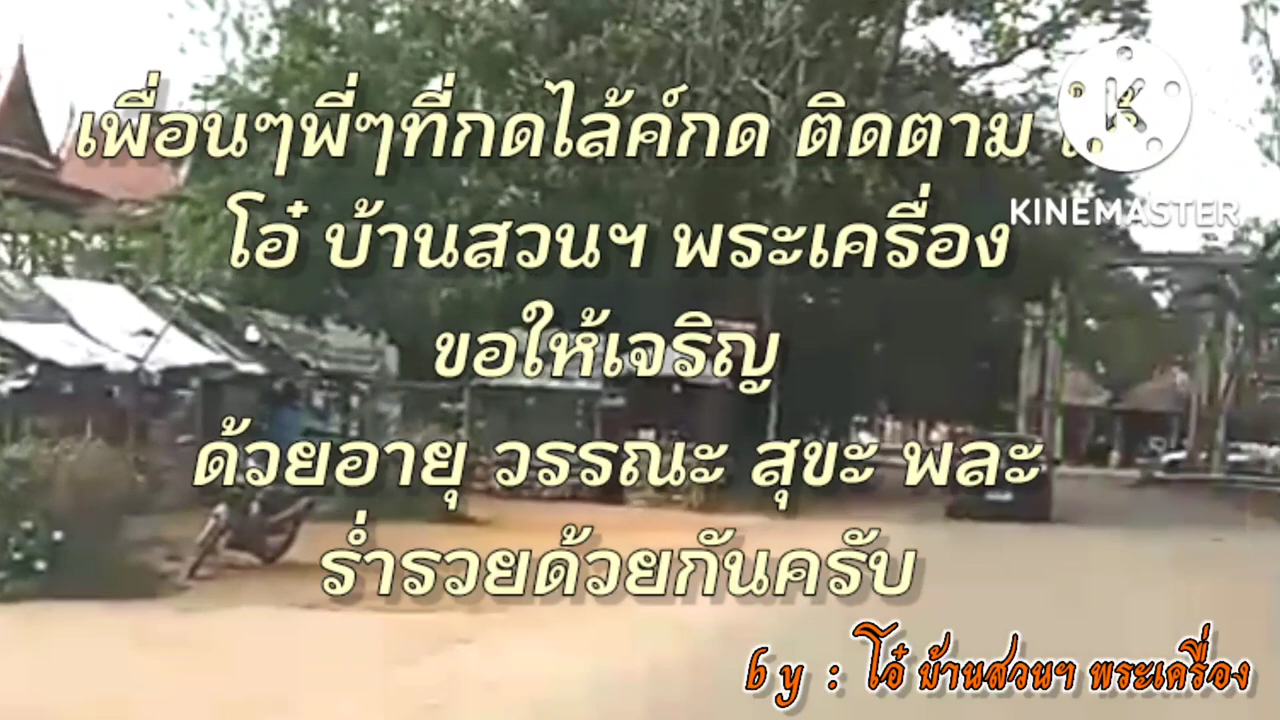 เพื่อนๆพี่ๆที่กดไล้ค์กด ติดตาม
โอ๋ บ้านสวนฯ พระเครื่อง
ขอให้เจริญ
ด้วยอายุ วรรณะ สุขะ พละ
ร่ำรวยด้วยกันครับ
K
KINEMASTER
by : โอ๋ บ้านสวนฯ พระเครื่อง